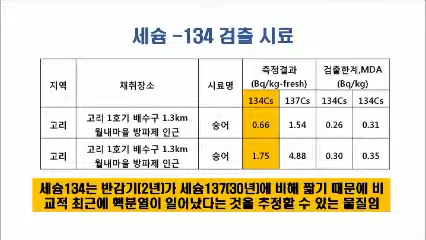 세슘 –134 검출 시료
지역 채취장소 시료명 측정결과 (Bq/kg-fresh) 검출한계,MDA (Bq/kg)
134Cs 137Cs 134Cs 134Cs
고리 고리 1호기 배수구 1.3km 월내마을 방파제 인근 숭어 0.66 1.54 0.26 0.31
고리 고리 1호기 배수구 1.3km 월내마을 방파제 인근 숭어 1.75 4.88 0.30 0.35
세슘134는 반감기(2년)가 세슘137(30년)에 비해 짧기 때문에 비
교적 최근에 핵분열이 일어났다는 것을 추정할 수 있는 물질임